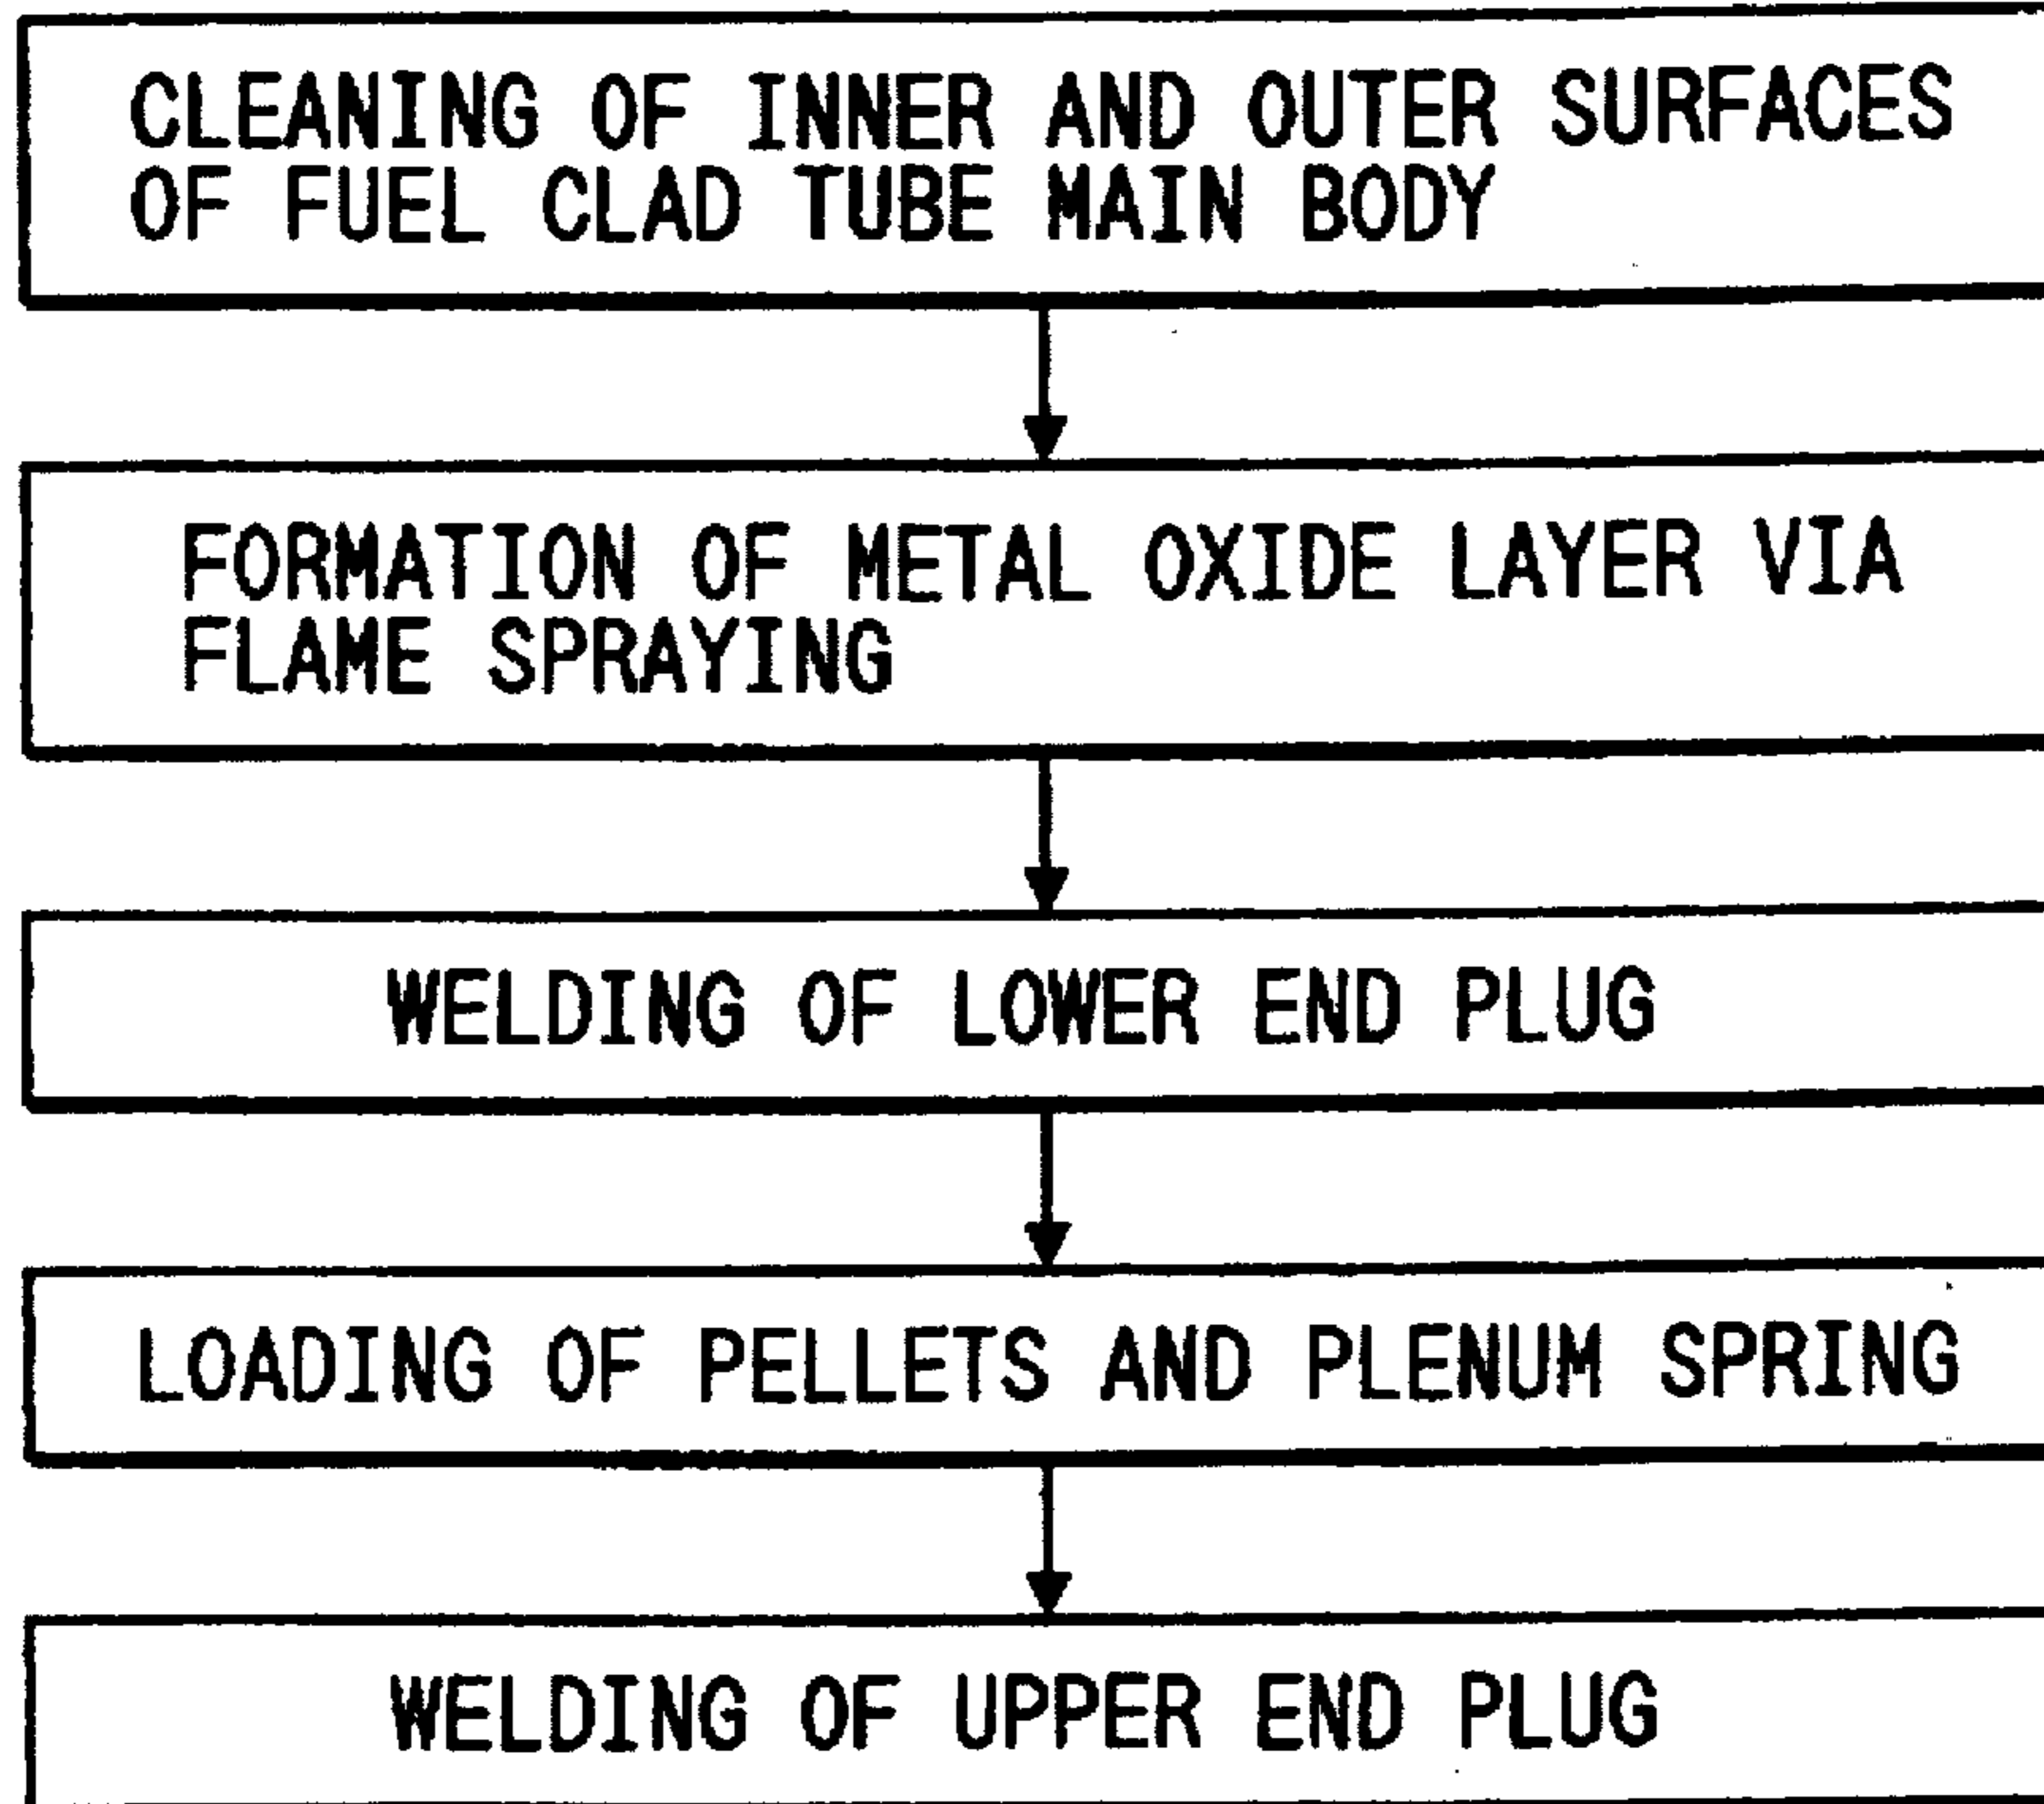 CLEANING OF INNER AND OUTER SURFACES
OF FUEL CLAD TUBE MAIN BODY
FORMATION OF METAL OXIDE LAYER VIA
FLAME SPRAYING
WELDING OF LOWER END PLUG
LOADING OF PELLETS AND PLENUM SPRING
WELDING OF UPPER END PLUG